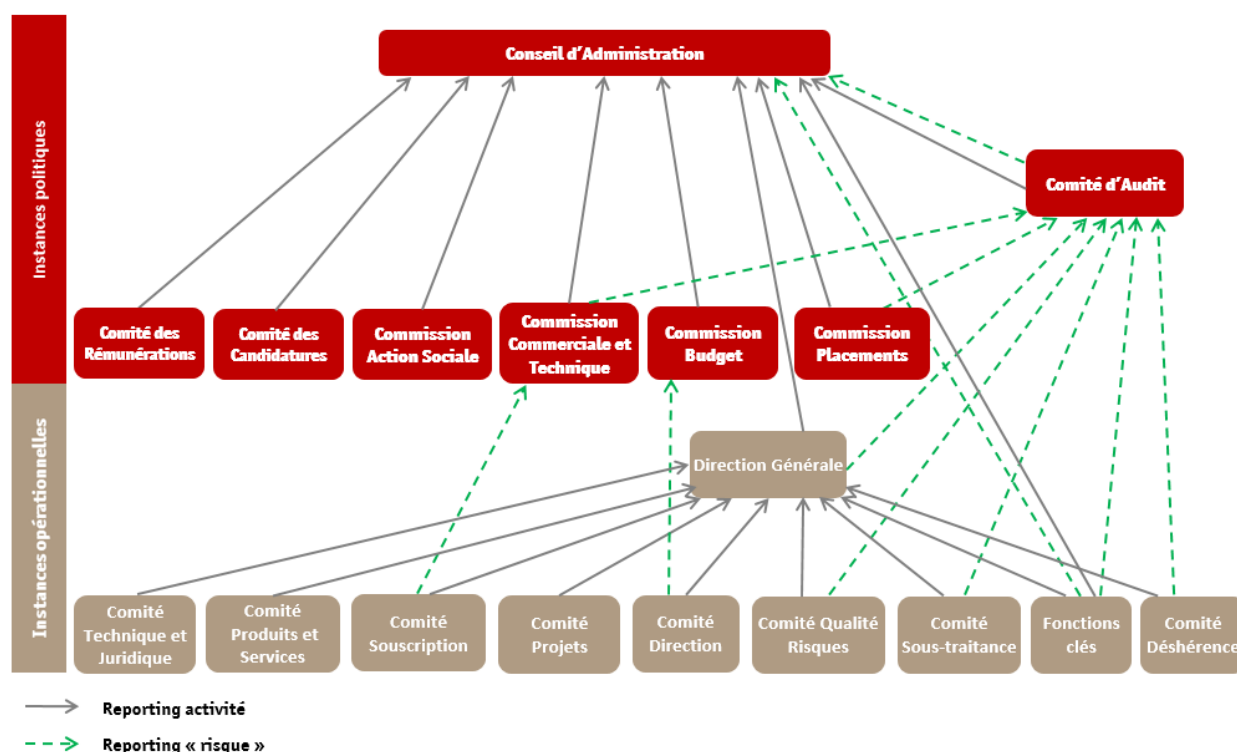 Instances politiques
Conseil d'Administration
Comité d'Audit
Comité des
Rémunérations
Comité des
Candidatures
Commission
Action Sociale
Commission
Commerciale et
Technique
Commission
Budget
Commission
Placements
Instances opérationnelles
Direction Générale
Comité
Technique et
Juridique
Comité
Produits et
Services
Comité
Souscription
Comité
Projets
Comité
Direction
Comité Qualité
Risques
Comité
Sous-traitance
Fonctions
clés
Comité
Déshérence
Reporting activité
Reporting « risque »